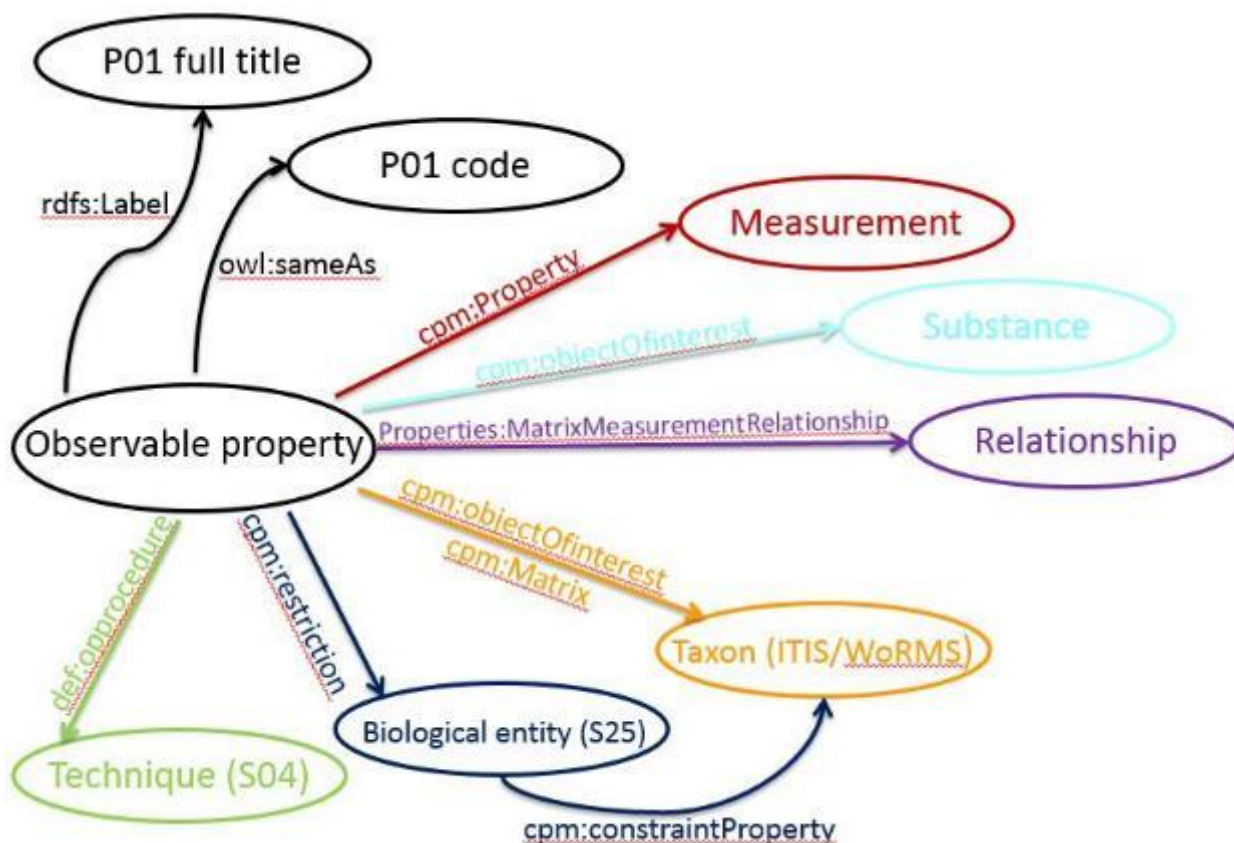 P01 full title
P01 code
rdfs:Label
owl:sameAs
Measurement
cpm:Property
Substance
cpm:objectOfinterest
Observable property
Properties:MatrixMeasurementRelationship
Relationship
cpm:objectOfinterest
cpm:Matrix
def:opprocedure
cpm:restriction
Taxon (ITIS/WoRMS)
Biological entity (S25)
Technique (S04)
cpm:constraintProperty